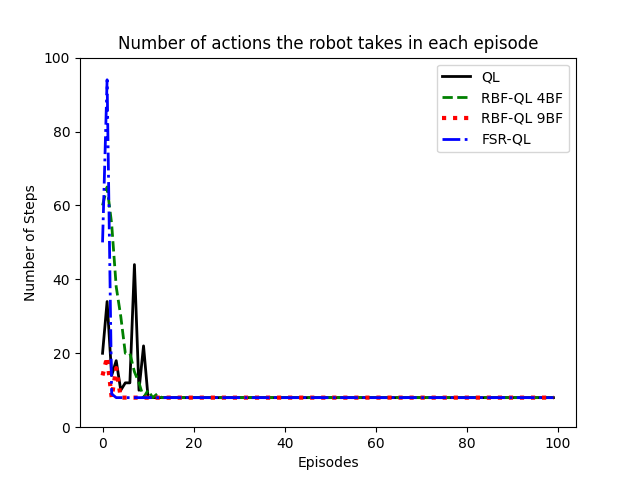 Number of actions the robot takes in each episode
100
80
60
40
20
0
Number of Steps
QL
RBF-QL 4BF
RBF-QL 9BF
FSR-QL
0 20 40 60 80 100
Episodes